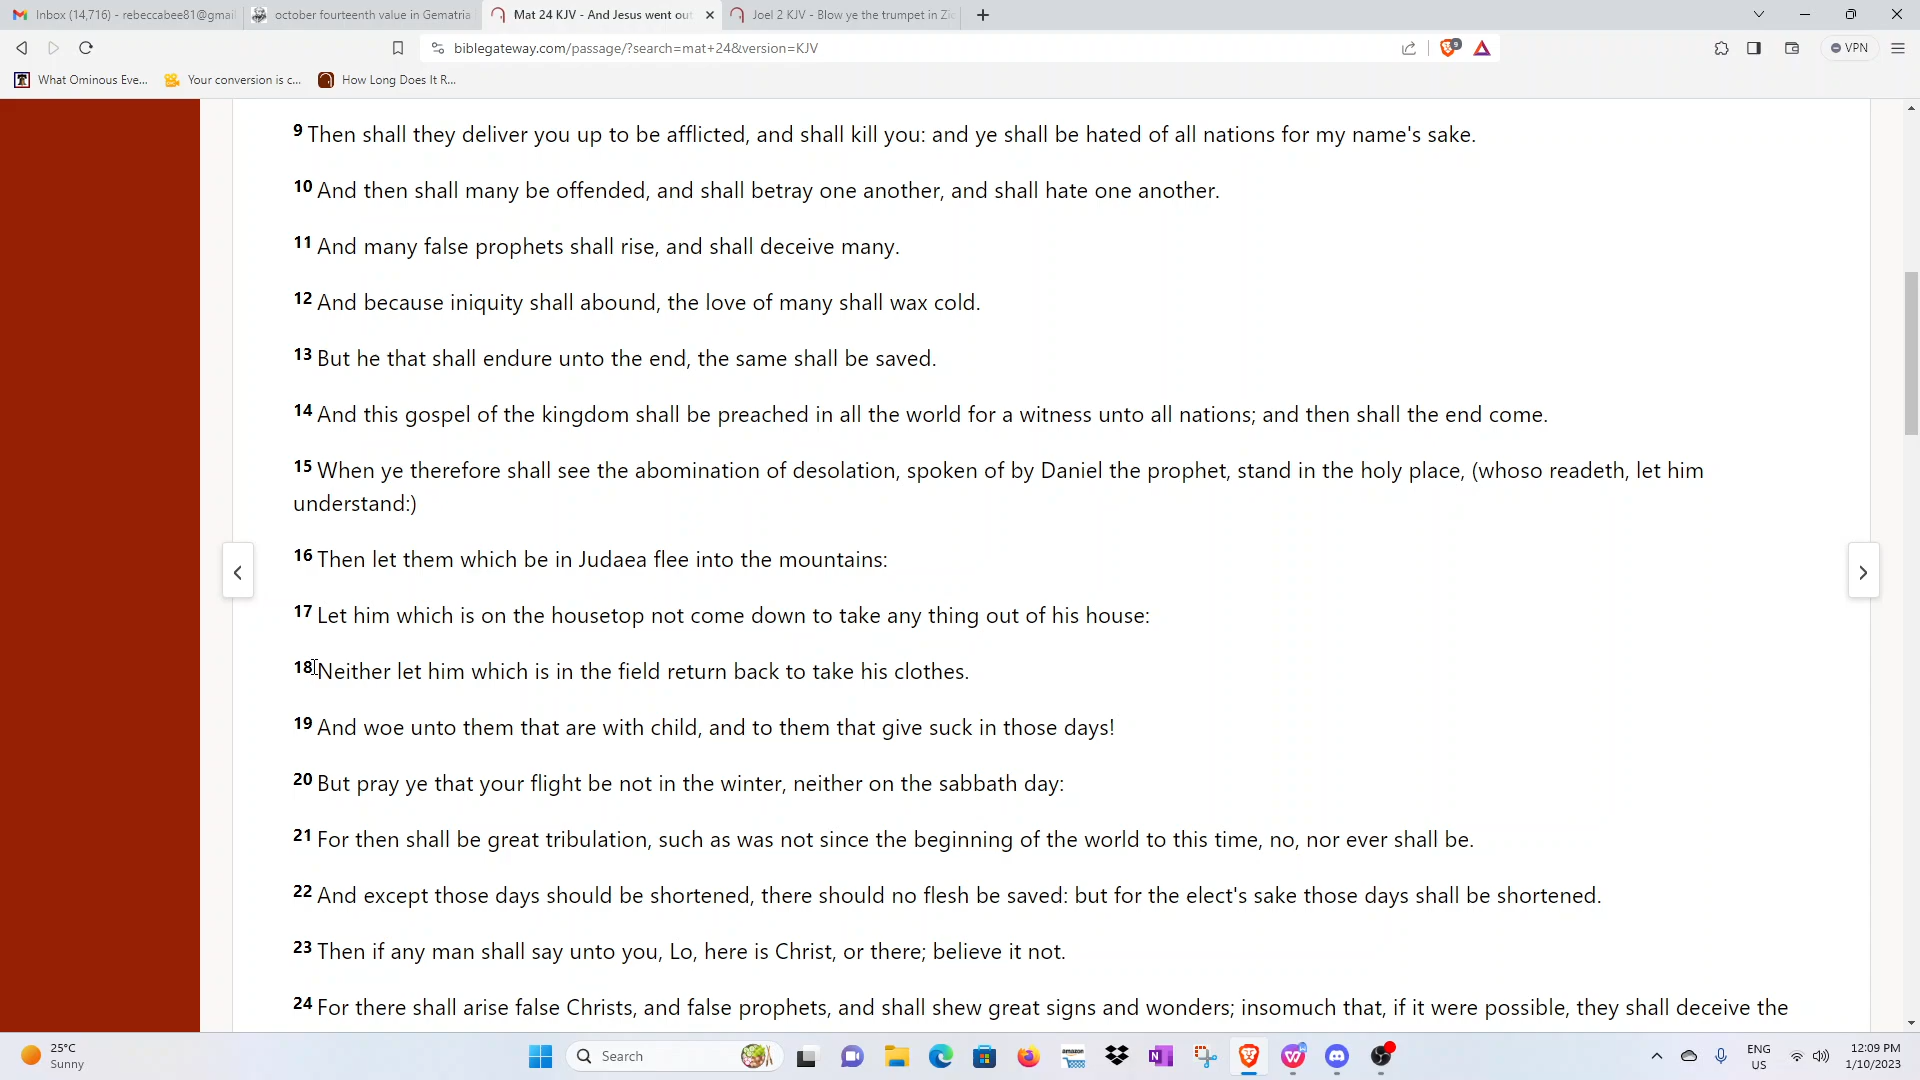 Inbox (14,716) - rebeccabee81@gmail
october fourteenth value in Gematria
Mat 24 KJV - And Jesus went out
Joel 2 KJV - Blow ye the trumpet in Zi
biblegateway.com/passage/?search=mat+24&version=KJV
9
VPN
What Ominous Eve...
Your conversion is c...
How Long Does It R...
9 Then shall they deliver you up to be afflicted, and shall kill you: and ye shall be hated of all nations for my name's sake.
10 And then shall many be offended, and shall betray one another, and shall hate one another.
11 And many false prophets shall rise, and shall deceive many.
12 And because iniquity shall abound, the love of many shall wax cold.
13 But he that shall endure unto the end, the same shall be saved.
14 And this gospel of the kingdom shall be preached in all the world for a witness unto all nations; and then shall the end come.
15 When ye therefore shall see the abomination of desolation, spoken of by Daniel the prophet, stand in the holy place, (whoso readeth, let him
understand:)
16 Then let them which be in Judaea flee into the mountains:
17 Let him which is on the housetop not come down to take any thing out of his house:
18 Neither let him which is in the field return back to take his clothes.
19 And woe unto them that are with child, and to them that give suck in those days!
20 But pray ye that your flight be not in the winter, neither on the sabbath day:
21 For then shall be great tribulation, such as was not since the beginning of the world to this time, no, nor ever shall be.
22 And except those days should be shortened, there should no flesh be saved: but for the elect's sake those days shall be shortened.
23 Then if any man shall say unto you, Lo, here is Christ, or there; believe it not.
24 For there shall arise false Christs, and false prophets, and shall shew great signs and wonders; insomuch that, if it were possible, they shall deceive the
25°C
Sunny
Search
amazon
ENG
US
12:09 PM
1/10/2023